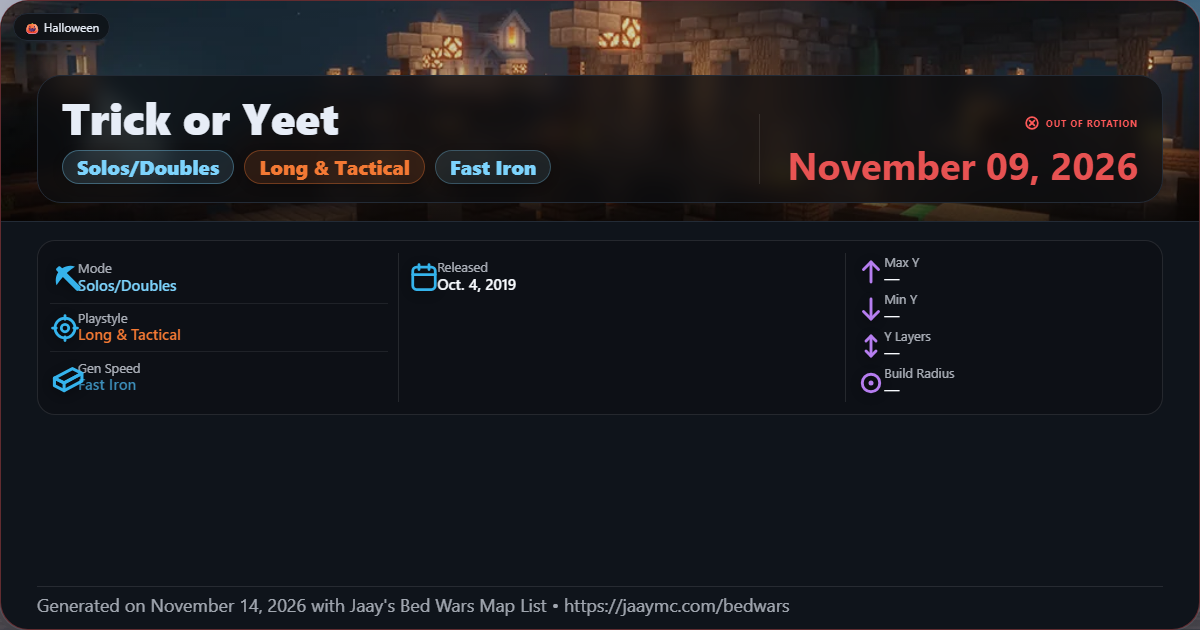 Halloween
Trick or Yeet
Solos/Doubles Long & Tactical Fast Iron
OUT OF ROTATION
November 09, 2026
Mode
Solos/Doubles
Playstyle
Long & Tactical
Gen Speed
Fast Iron
Released
Oct. 4, 2019
Max Y
—
Min Y
—
Y Layers
—
Build Radius
—
Generated on November 14, 2026 with Jaay's Bed Wars Map List • https://jaaymc.com/bedwars